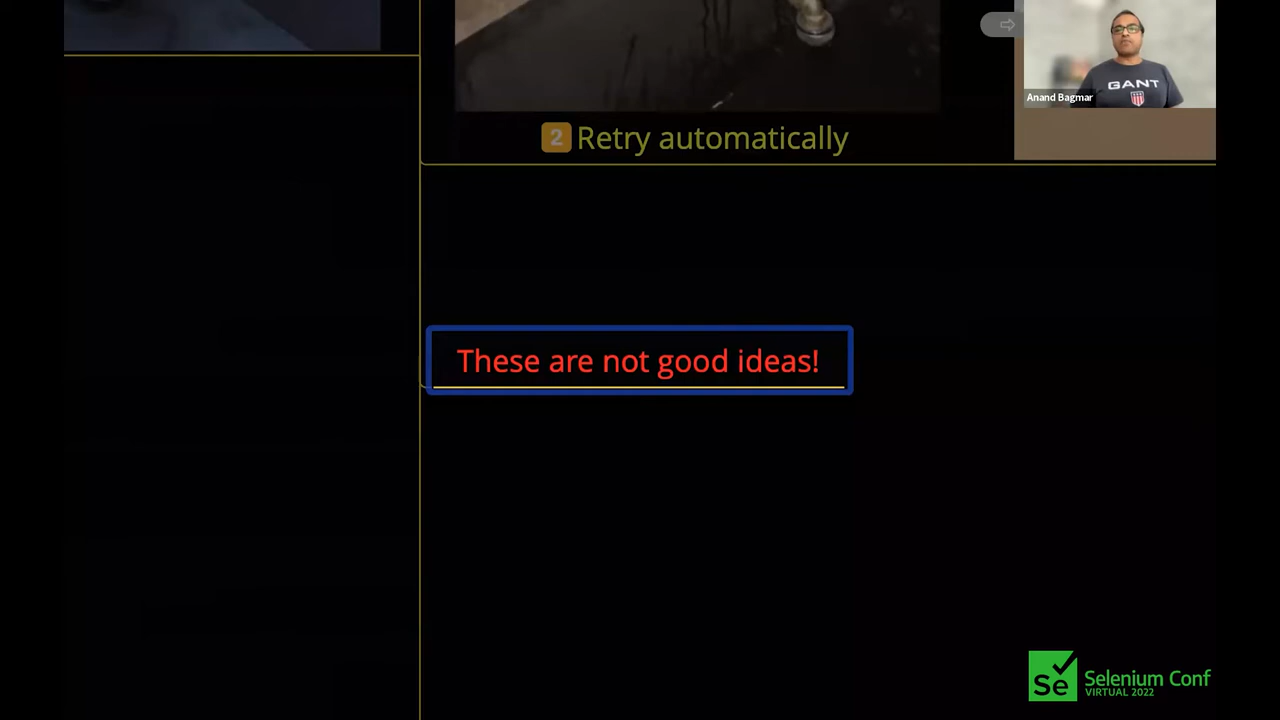 GANT
Anand Bagmar
2 Retry automatically
These are not good ideas!
Se Selenium Conf
VIRTUAL 2022